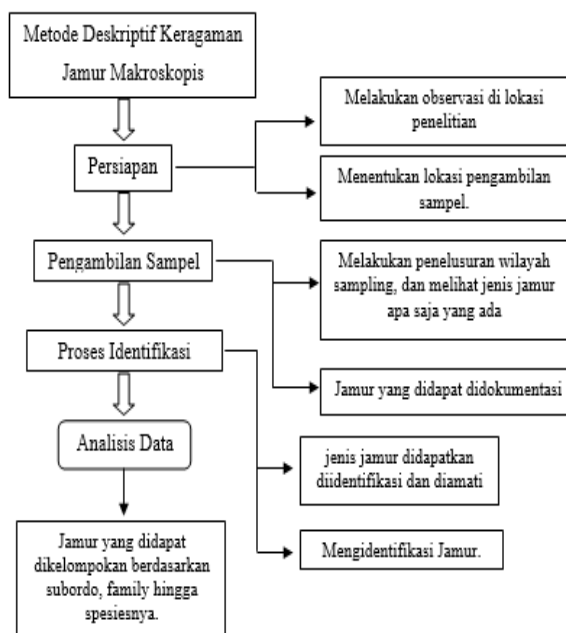 Metode Deskriptif Keragaman
Jamur Makroskopis
Persiapan
Melakukan observasi di lokasi
penelitian
Menentukan lokasi pengambilan
sampel.
Pengambilan Sampel
Melakukan penelusuran wilayah
sampling, dan melihat jenis jamur
apa saja yang ada
Jamur yang didapat didokumentasi
Proses Identifikasi
jenis jamur didapatkan
diidentifikasi dan diamati
Mengidentifikasi Jamur.
Analisis Data
Jamur yang didapat
dikelompokan berdasarkan
subordo, family hingga
spesiesnya.